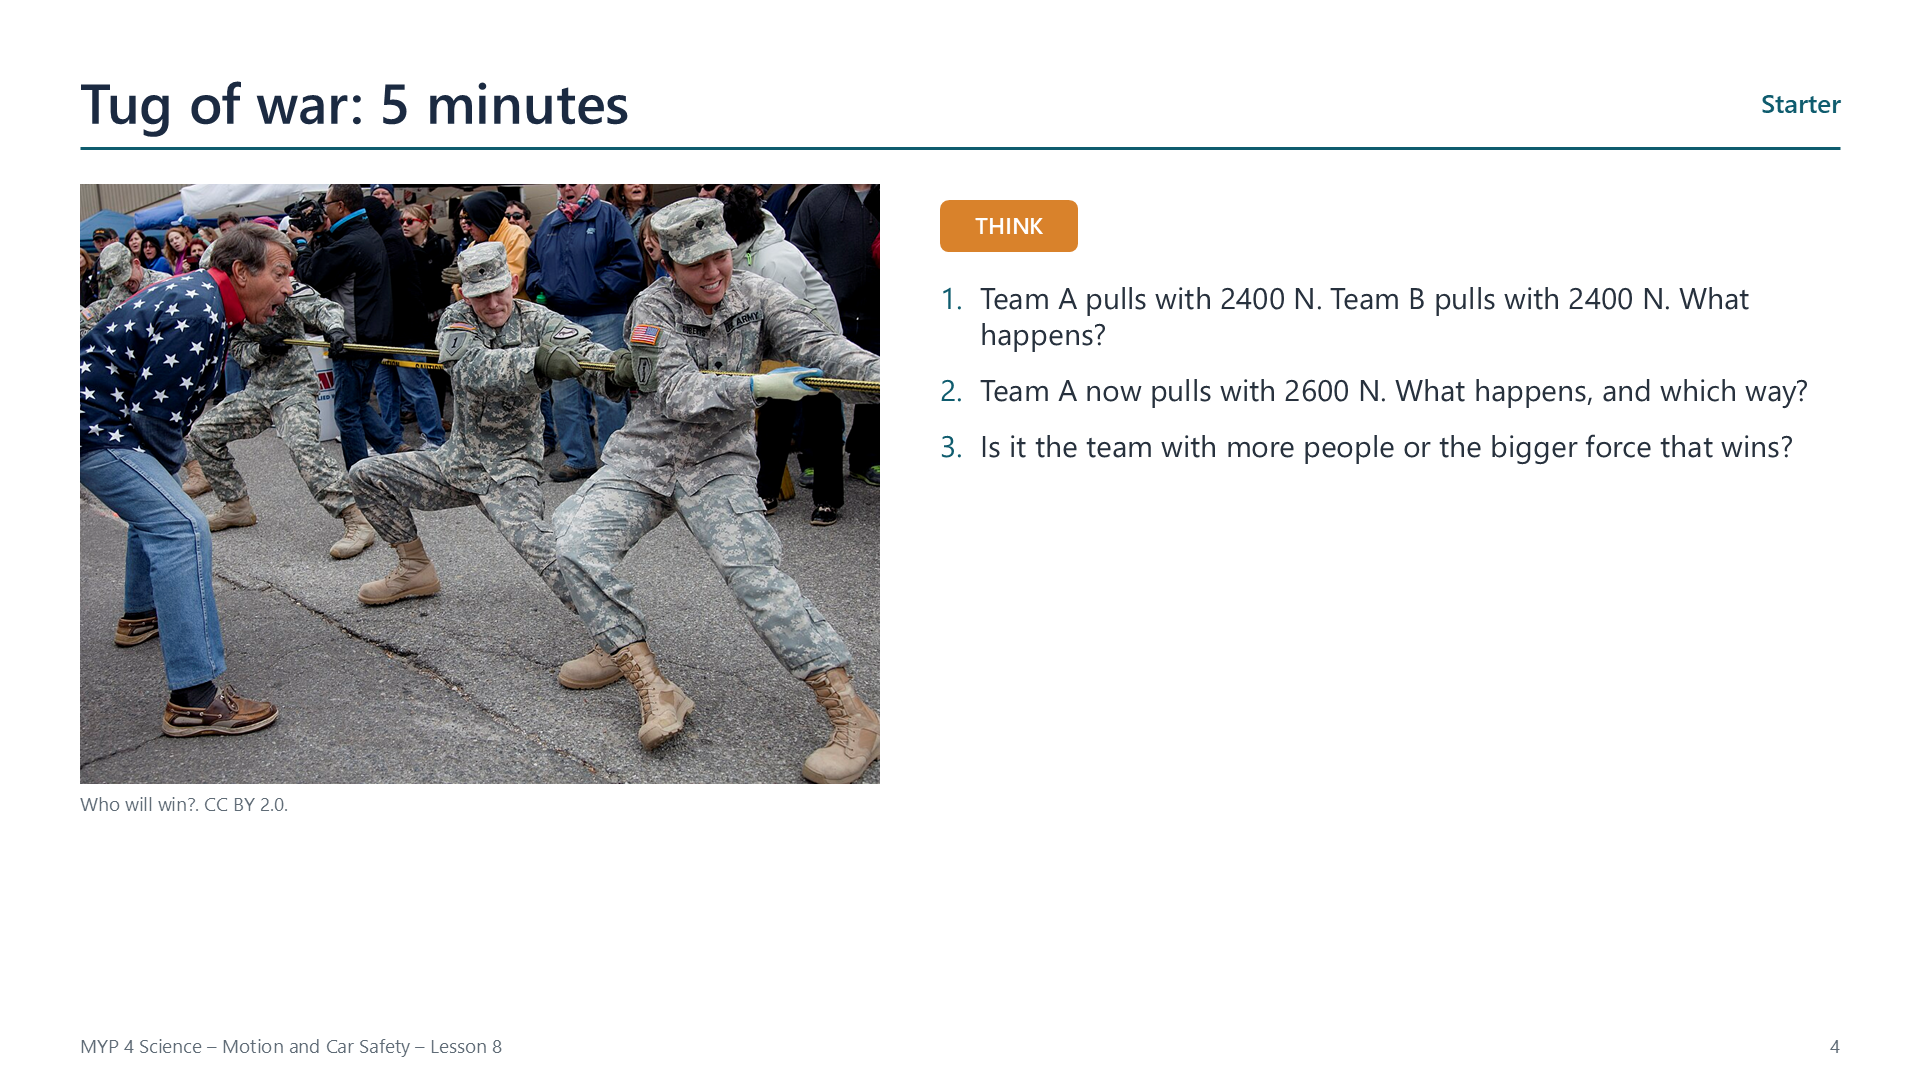 Tug of war: 5 minutes
Starter
THINK
1. Team A pulls with 2400 N. Team B pulls with 2400 N. What
happens?
2. Team A now pulls with 2600 N. What happens, and which way?
3. Is it the team with more people or the bigger force that wins?
U.S. ARMY
CAUTION
Who will win?. CC BY 2.0.
MYP 4 Science – Motion and Car Safety – Lesson 8
4